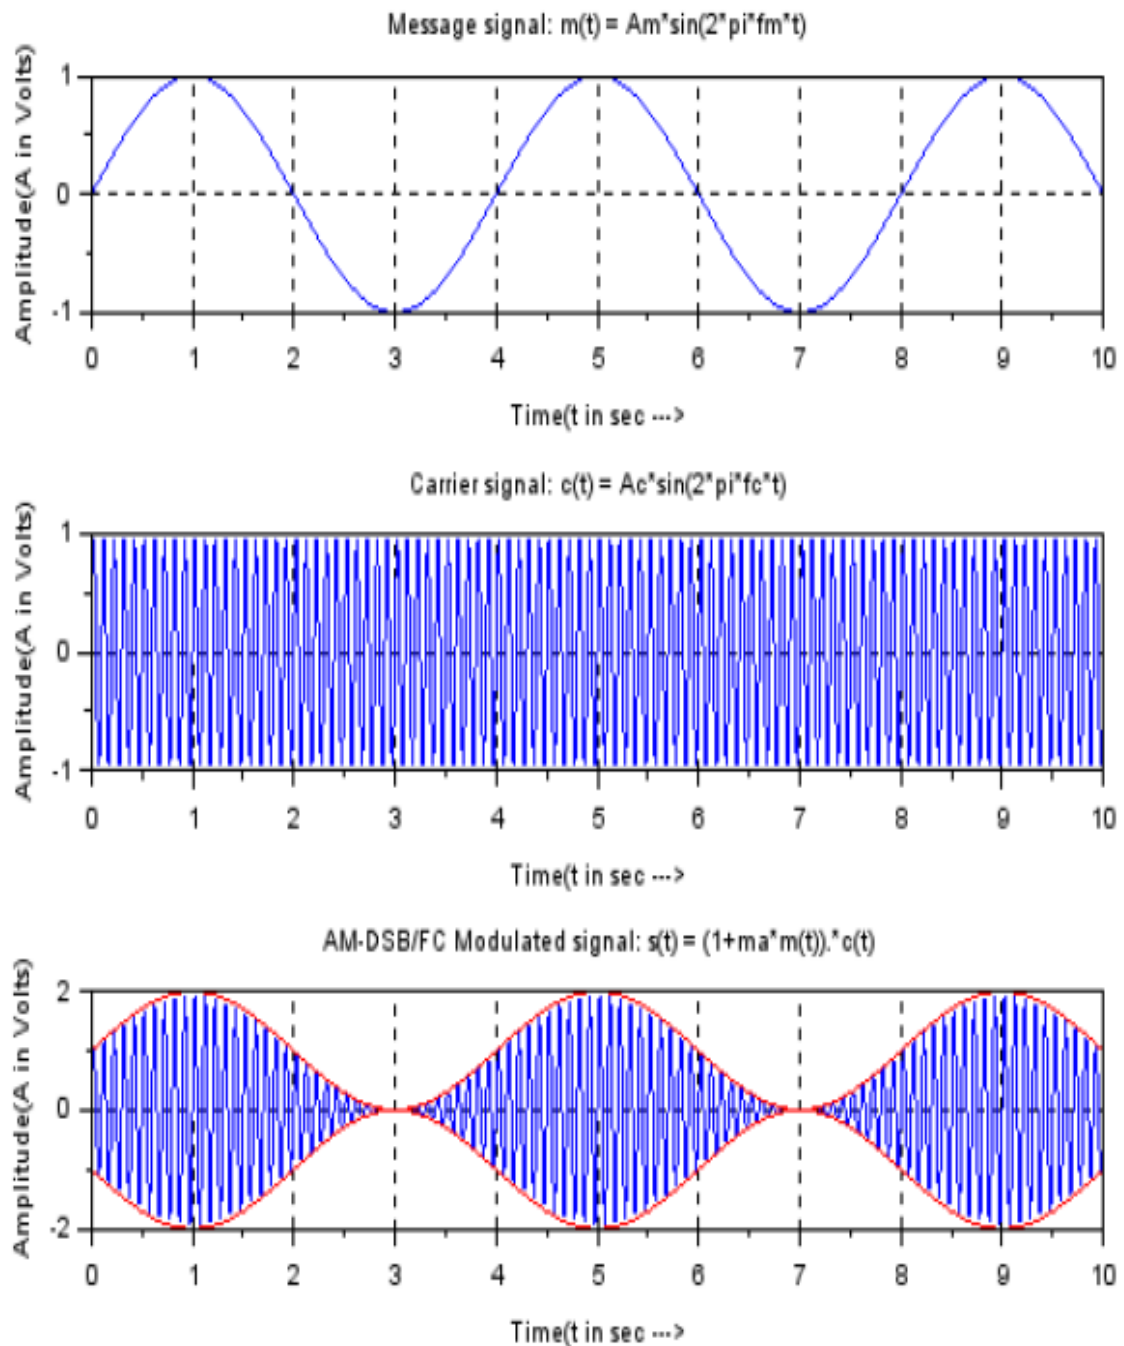 Message signal: m(t) = Am*sin(2*pi*fm*t)
Amplitude(A in Volts)
1
0
-1
0 1 2 3 4 5 6 7 8 9 10
Time(t in sec --->
Carrier signal: c(t) = Ac*sin(2*pi*fc*t)
Amplitude(A in Volts)
1
0
-1
0 1 2 3 4 5 6 7 8 9 10
Time(t in sec --->
AM-DSB/FC Modulated signal: s(t) = (1+ma*m(t)).*c(t)
Amplitude(A in Volts)
2
0
-2
0 1 2 3 4 5 6 7 8 9 10
Time(t in sec --->